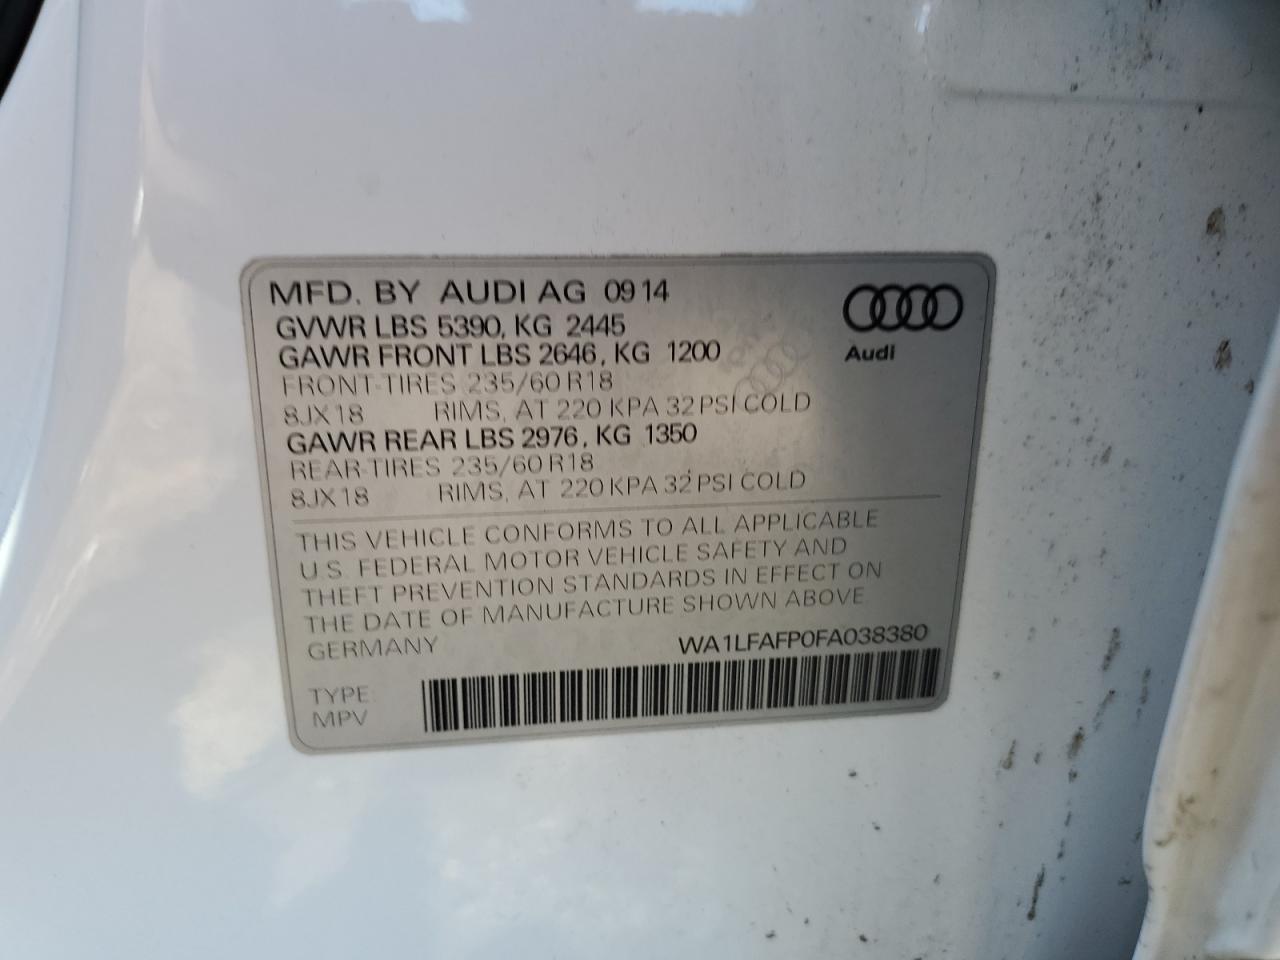 MFD. BY AUDI AG 0914
GVWR LBS 5390, KG 2445
GAWR FRONT LBS 2646, KG 1200
FRONT-TIRES 235/60 R18
8JX18 RIMS, AT 220 KPA 32 PSI COLD
GAWR REAR LBS 2976, KG 1350
REAR-TIRES 235/60 R18
8JX18 RIMS, AT 220 KPA 32 PSI COLD
Audi
THIS VEHICLE CONFORMS TO ALL APPLICABLE
U.S. FEDERAL MOTOR VEHICLE SAFETY AND
THEFT PREVENTION STANDARDS IN EFFECT ON
THE DATE OF MANUFACTURE SHOWN ABOVE
GERMANY WA1LFAFP0FA038380
TYPE:
MPV